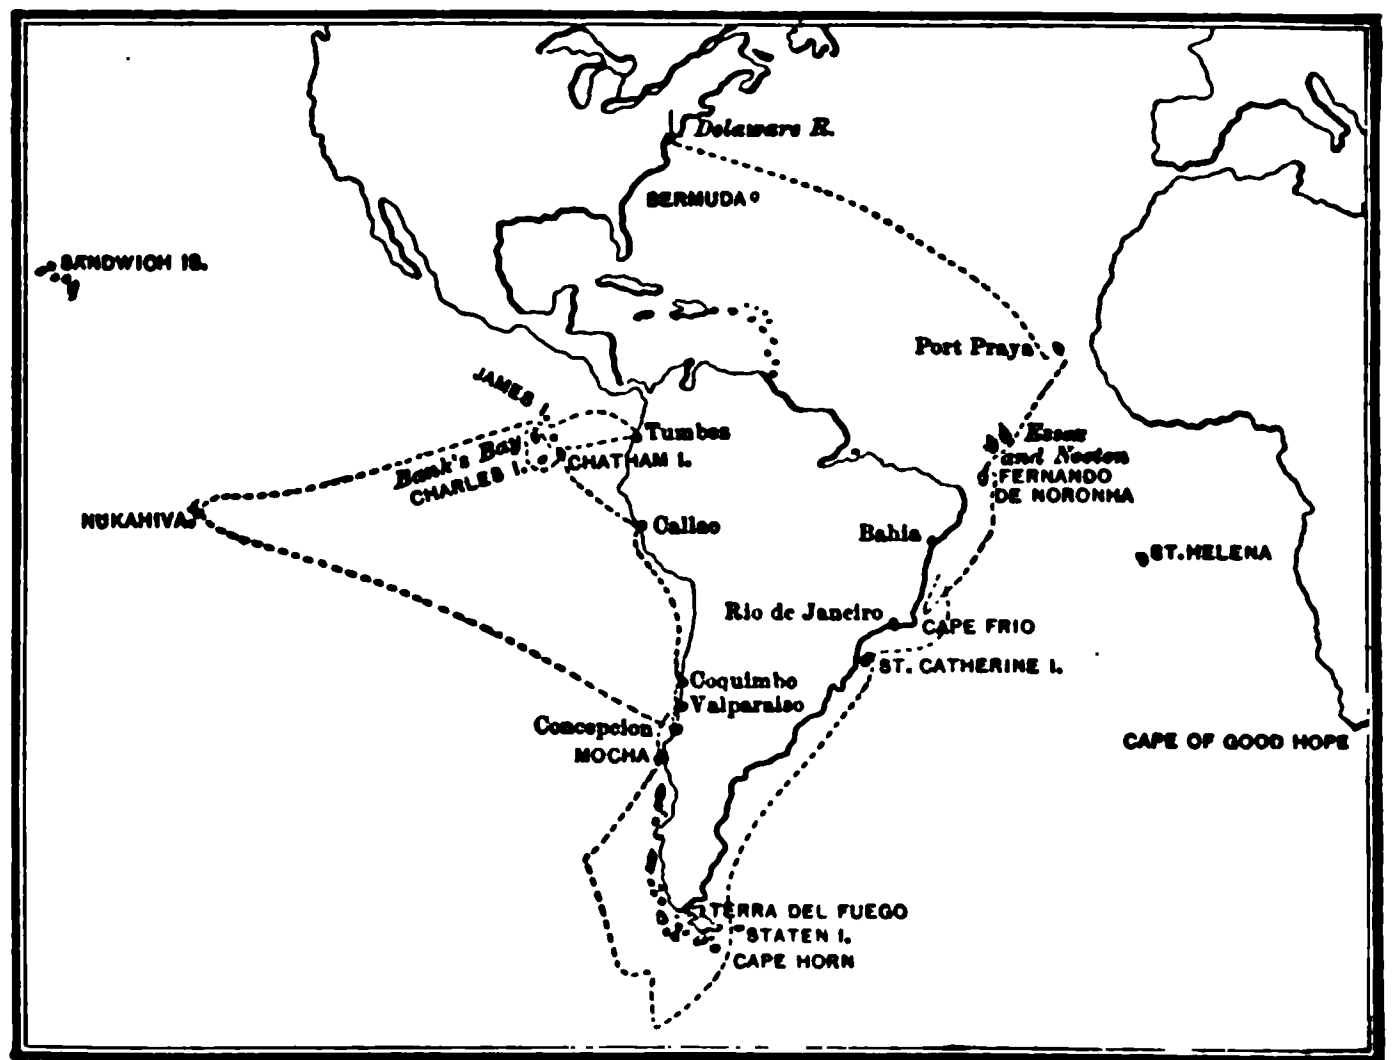 Delaware R.
BERMUDA
SANDWICH IS.
Port Praya
JAMES I.
Tumbez
Essex
and Nocton
Bank's Bay
CHATHAM I.
CHARLES I.
FERNANDO
DE NORONHA
NUKAHIVA
Callao
Bahia
ST. HELENA
Rio de Janeiro
CAPE FRIO
ST. CATHERINE I.
Coquimbo
Valparaiso
Concepcion
MOCHA
CAPE OF GOOD HOPE
TERRA DEL FUEGO
STATEN I.
CAPE HORN